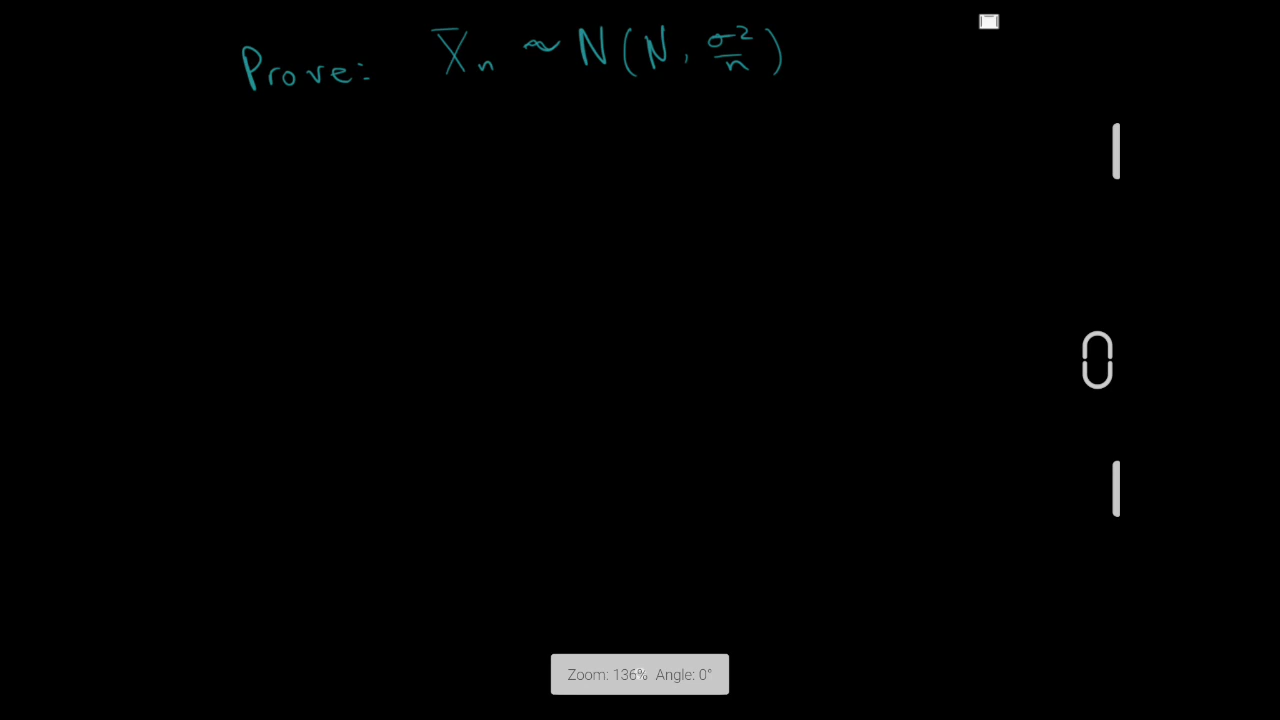 Prove: X̄ₙ ~ N(N, σ²/n)
Zoom: 136% Angle: 0°